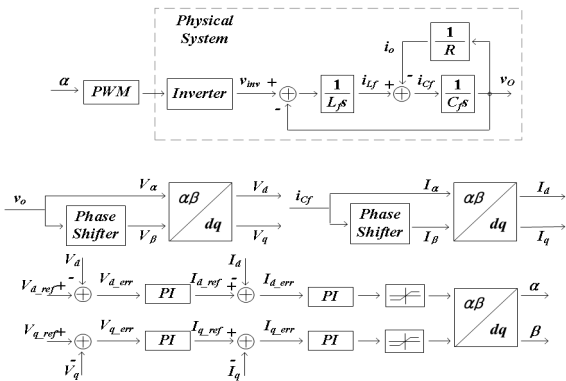 Physical
System
α
PWM
Inverter
v_inv +
-
1
L_f s
i_Lf +
-
i_Cf
1
C_f s
i_o
1
R
v_O
v_o
V_α
V_β
Phase
Shifter
αβ
dq
V_d
V_q
i_Cf
I_α
I_β
Phase
Shifter
αβ
dq
I_d
I_q
V_d
-
V_d_ref +
V_d_err
PI
I_d_ref +
I_d
-
I_d_err
PI
V_q_ref +
V_q_err
PI
I_q_ref +
I_q_err
PI
-
V_q
-
I_q
αβ
dq
α
β